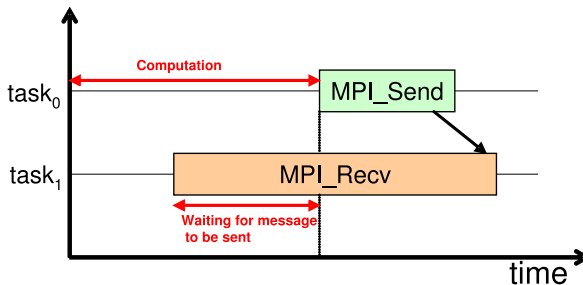 Computation
task0
MPI_Send
task1
MPI_Recv
Waiting for message
to be sent
time